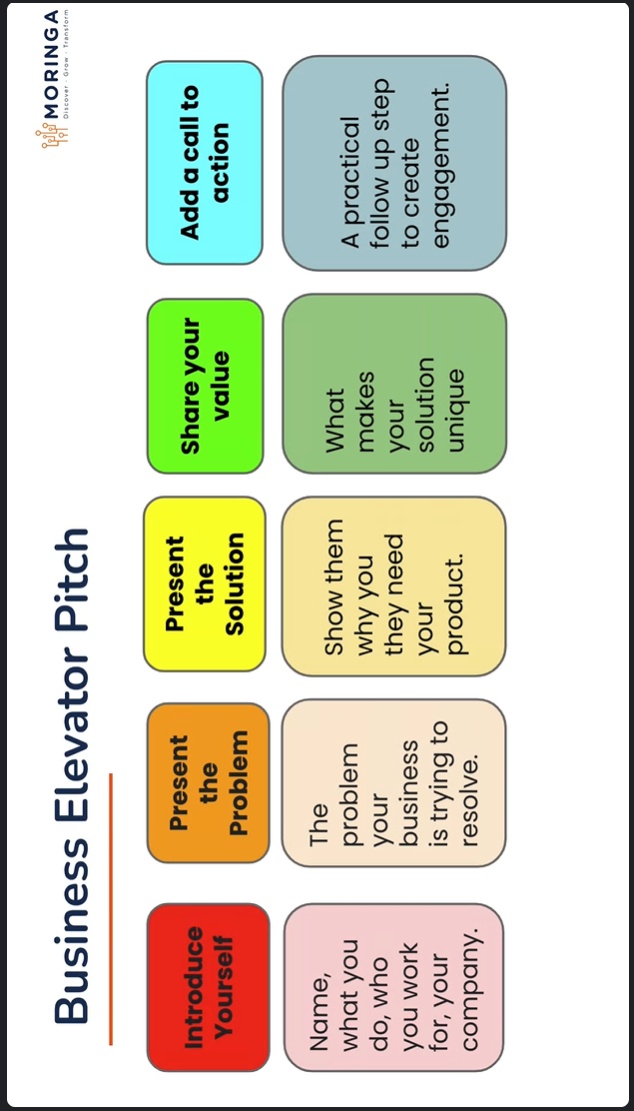 MORINGA
Discover · Grow · Transform
Business Elevator Pitch
Introduce
Yourself
Name,
what you
do, who
you work
for, your
company.
Present
the
Problem
The
problem
your
business
is trying to
resolve.
Present
the
Solution
Show them
why you
they need
your
product.
Share your
value
What
makes
your
solution
unique
Add a call to
action
A practical
follow up step
to create
engagement.